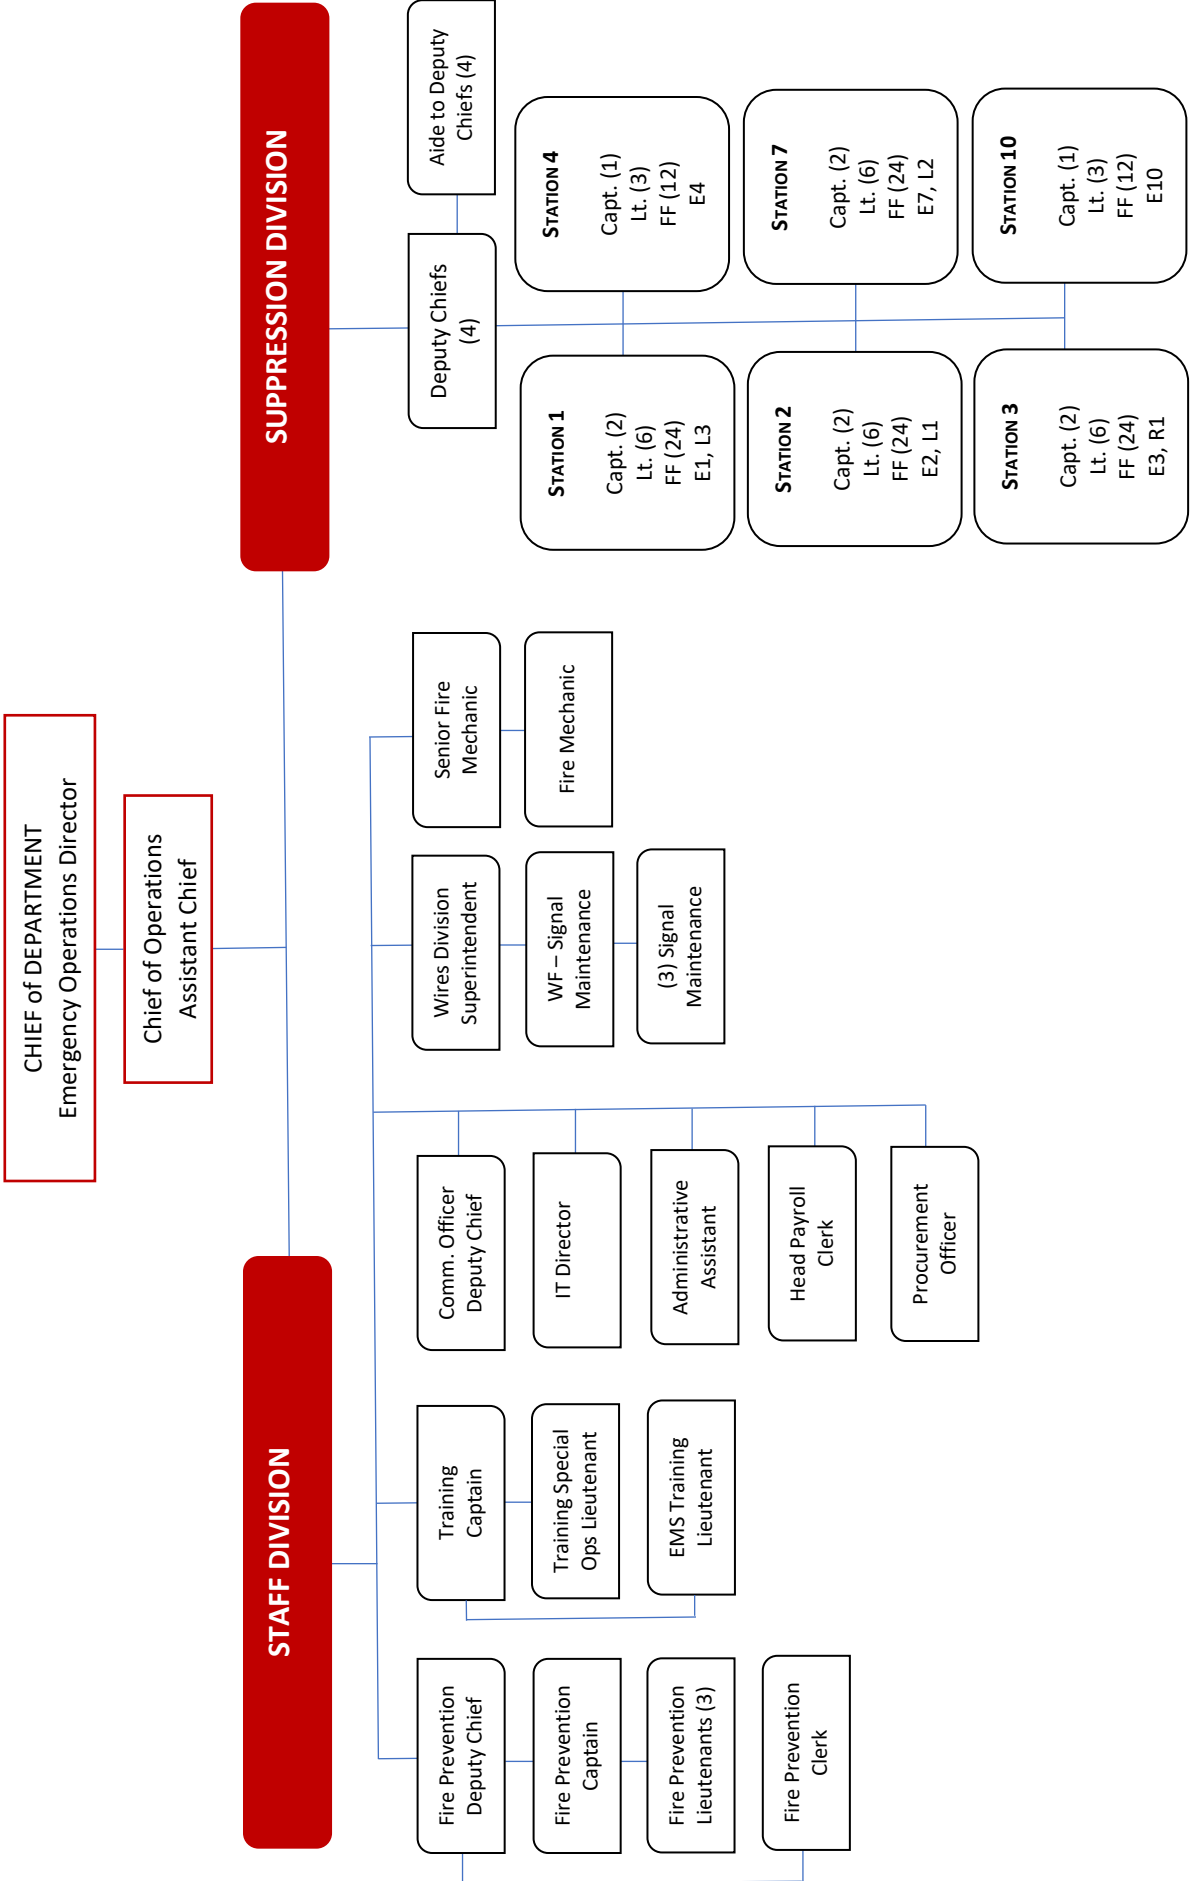 CHIEF of DEPARTMENT
Emergency Operations Director
Chief of Operations
Assistant Chief
STAFF DIVISION
SUPPRESSION DIVISION
Fire Prevention
Deputy Chief
Fire Prevention
Captain
Fire Prevention
Lieutenants (3)
Fire Prevention
Clerk
Training
Captain
Training Special
Ops Lieutenant
EMS Training
Lieutenant
Comm. Officer
Deputy Chief
IT Director
Administrative
Assistant
Head Payroll
Clerk
Procurement
Officer
Wires Division
Superintendent
WF – Signal
Maintenance
(3) Signal
Maintenance
Senior Fire
Mechanic
Fire Mechanic
Deputy Chiefs
(4)
Aide to Deputy
Chiefs (4)
STATION 1
Capt. (2)
Lt. (6)
FF (24)
E1, L3
STATION 4
Capt. (1)
Lt. (3)
FF (12)
E4
STATION 2
Capt. (2)
Lt. (6)
FF (24)
E2, L1
STATION 7
Capt. (2)
Lt. (6)
FF (24)
E7, L2
STATION 3
Capt. (2)
Lt. (6)
FF (24)
E3, R1
STATION 10
Capt. (1)
Lt. (3)
FF (12)
E10